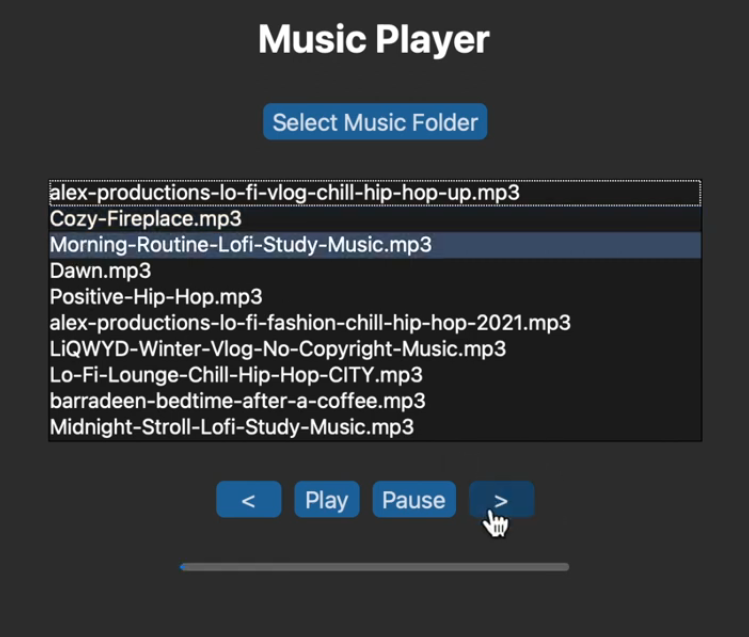 Music Player
Select Music Folder
alex-productions-lo-fi-vlog-chill-hip-hop-up.mp3
Cozy-Fireplace.mp3
Morning-Routine-Lofi-Study-Music.mp3
Dawn.mp3
Positive-Hip-Hop.mp3
alex-productions-lo-fi-fashion-chill-hip-hop-2021.mp3
LiQWYD-Winter-Vlog-No-Copyright-Music.mp3
Lo-Fi-Lounge-Chill-Hip-Hop-CITY.mp3
barradeen-bedtime-after-a-coffee.mp3
Midnight-Stroll-Lofi-Study-Music.mp3
< Play Pause >